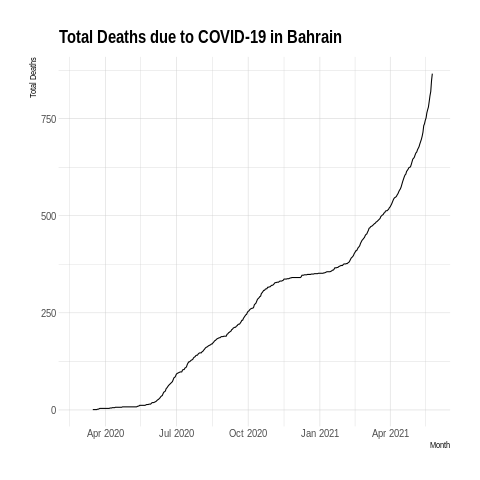 Total Deaths due to COVID-19 in Bahrain
Total Deaths
750
500
250
0
Apr 2020 Jul 2020 Oct 2020 Jan 2021 Apr 2021
Month